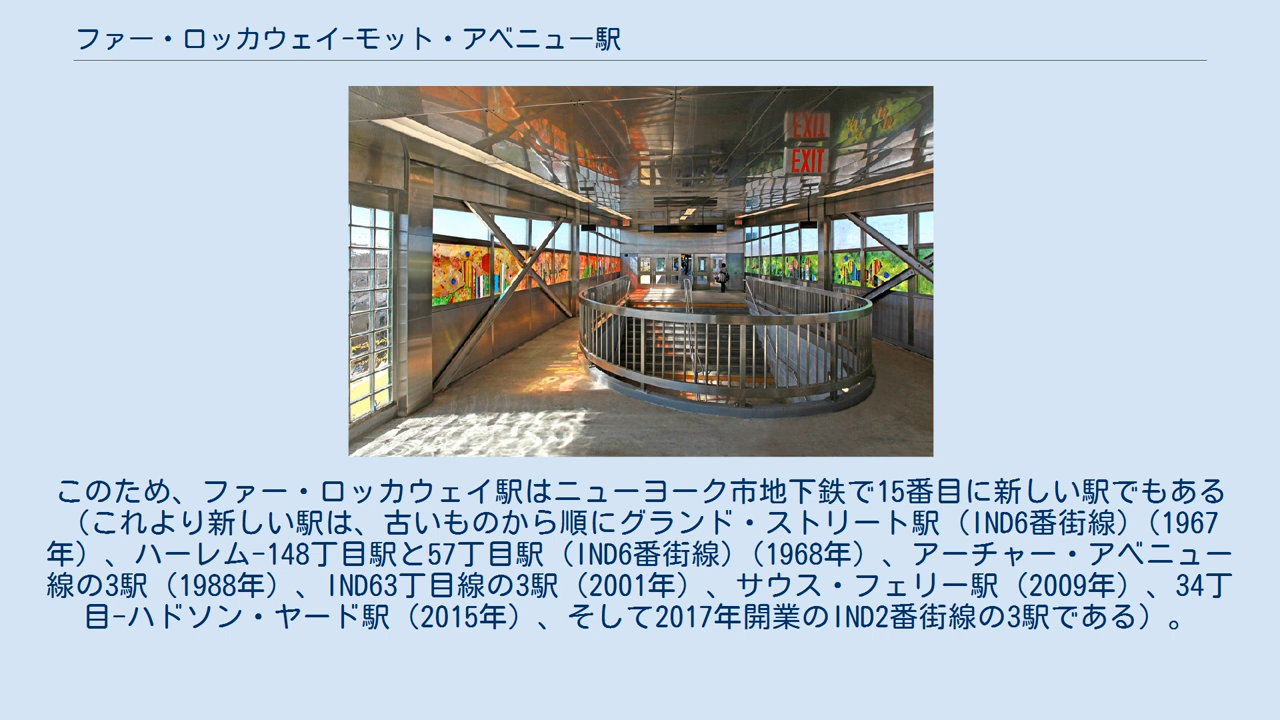 ファー・ロッカウェイ-モット・アベニュー駅
EXIT
EXIT
このため、ファー・ロッカウェイ駅はニューヨーク市地下鉄で15番目に新しい駅でもある
（これより新しい駅は、古いものから順にグランド・ストリート駅（IND6番街線）（1967
年）、ハーレム-148丁目駅と57丁目駅（IND6番街線）（1968年）、アーチャー・アベニュー
線の3駅（1988年）、IND63丁目線の3駅（2001年）、サウス・フェリー駅（2009年）、34丁
目-ハドソン・ヤード駅（2015年）、そして2017年開業のIND2番街線の3駅である）。